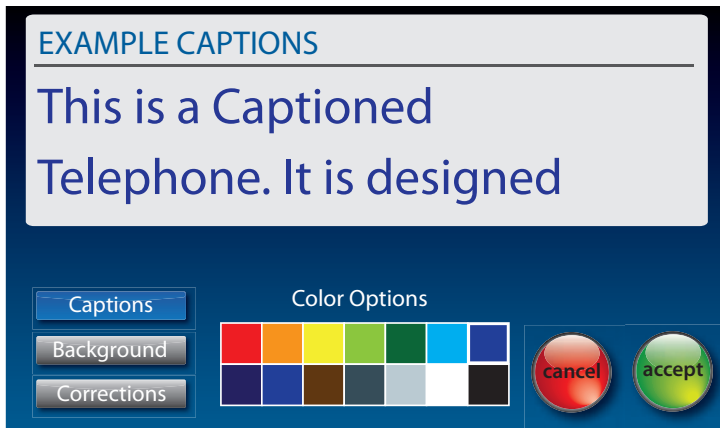 EXAMPLE CAPTIONS
This is a Captioned
Telephone. It is designed
Captions
Color Options
Background
Corrections
cancel
accept